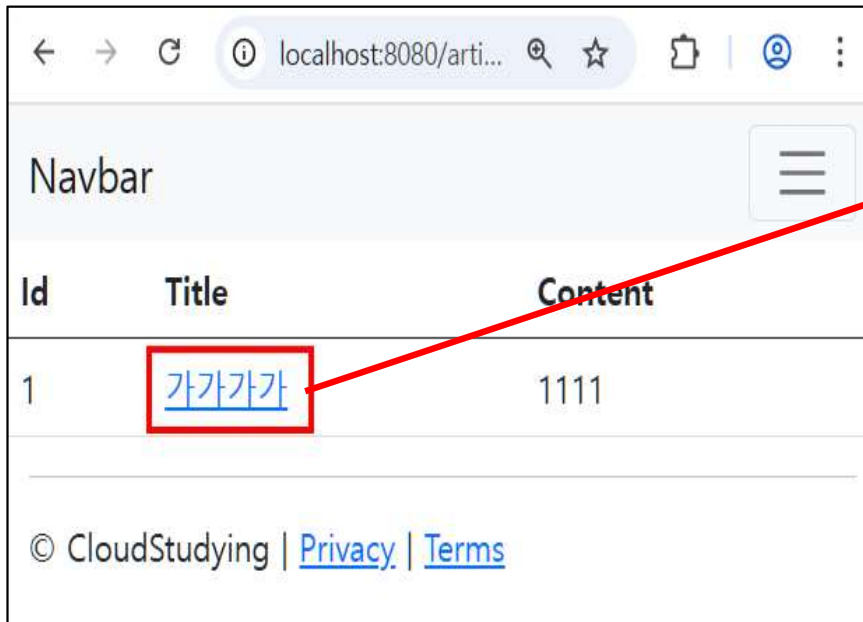 localhost:8080/arti...
Navbar
Id Title Content
1 가가가가 1111
© CloudStudying | Privacy | Terms